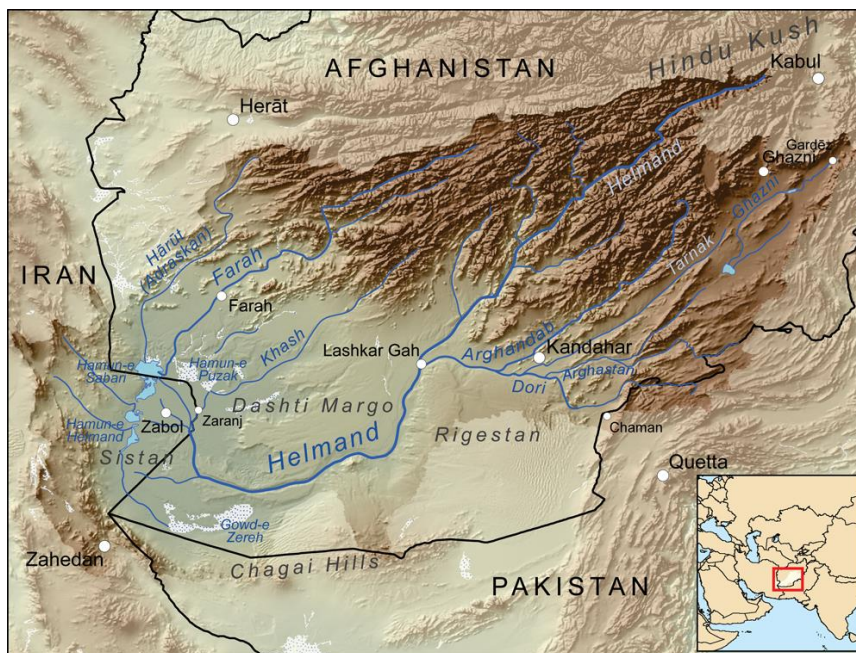 Hindu Kush
AFGHANISTAN
Kabul
Herāt
Gardēz
Ghazni
Helmand
Ghazni
Hārūt
(Adraskan)
Farah
Tarnak
IRAN
Farah
Khash
Lashkar Gah
Arghandab
Kandahar
Hamun-e
Sabari
Hamun-e
Puzak
Arghastan
Dori
Dashti Margo
Zabol
Zaranj
Hamun-e
Helmand
Helmand
Rigestan
Chaman
Sistan
Quetta
Gowd-e
Zereh
Zahedan
Chagai Hills
PAKISTAN